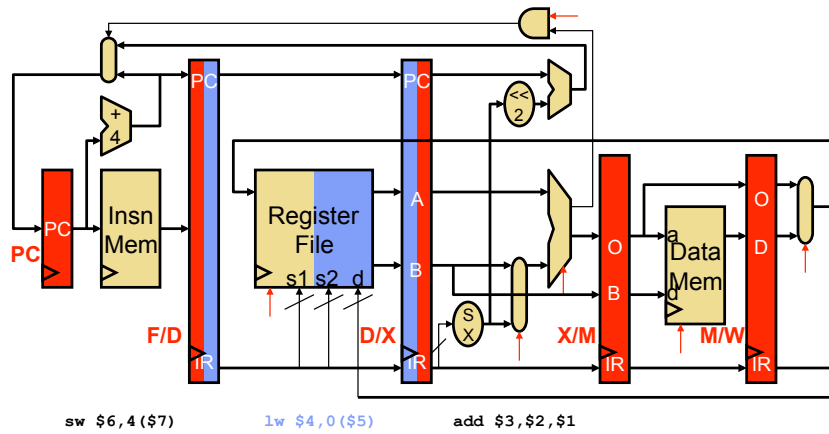 +
4
<<
2
PC
PC
PC
PC
Insn
Mem
Register
File
s1 s2 d
A
B
S
X
O
B
a
d
Data
Mem
O
D
F/D
D/X
X/M
M/W
IR
IR
IR
IR
sw $6,4($7)
lw $4,0($5)
add $3,$2,$1